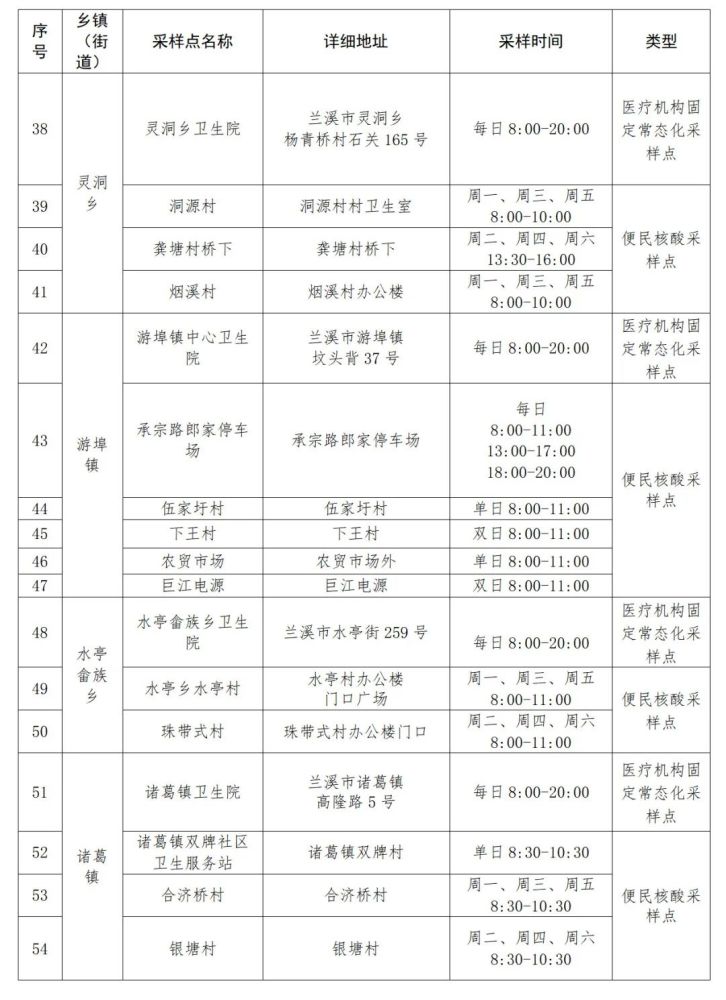 序号
乡镇（街道）
采样点名称
详细地址
采样时间
类型
38
灵洞乡
灵洞乡卫生院
兰溪市灵洞乡
杨青桥村石关 165 号
每日 8:00-20:00
医疗机构固
定常态化采
样点
39
洞源村
洞源村村卫生室
周一、周三、周五
8:00-10:00
便民核酸采
样点
40
龚塘村桥下
龚塘村桥下
周二、周四、周六
13:30-16:00
41
烟溪村
烟溪村办公楼
周一、周三、周五
8:00-10:00
42
游埠镇
游埠镇中心卫生
院
兰溪市游埠镇
坟头背 37 号
每日 8:00-20:00
医疗机构固
定常态化采
样点
43
承宗路郎家停车
场
承宗路郎家停车场
每日
8:00-11:00
13:00-17:00
18:00-20:00
便民核酸采
样点
44
伍家圩村
伍家圩村
单日 8:00-11:00
45
下王村
下王村
双日 8:00-11:00
46
农贸市场
农贸市场外
单日 8:00-11:00
47
巨江电源
巨江电源
双日 8:00-11:00
48
水亭
畲族
乡
水亭畲族乡卫生
院
兰溪市水亭街 259 号
每日 8:00-20:00
医疗机构固
定常态化采
样点
49
水亭乡水亭村
水亭村办公楼
门口广场
周一、周三、周五
8:00-11:00
便民核酸采
样点
50
珠带式村
珠带式村办公楼门口
周二、周四、周六
8:00-11:00
51
诸葛镇
诸葛镇卫生院
兰溪市诸葛镇
高隆路 5 号
每日 8:00-20:00
医疗机构固
定常态化采
样点
52
诸葛镇双牌社区
卫生服务站
诸葛镇双牌村
单日 8:30-10:30
便民核酸采
样点
53
合济桥村
合济桥村
周一、周三、周五
8:30-10:30
54
银塘村
银塘村
周二、周四、周六
8:30-10:30